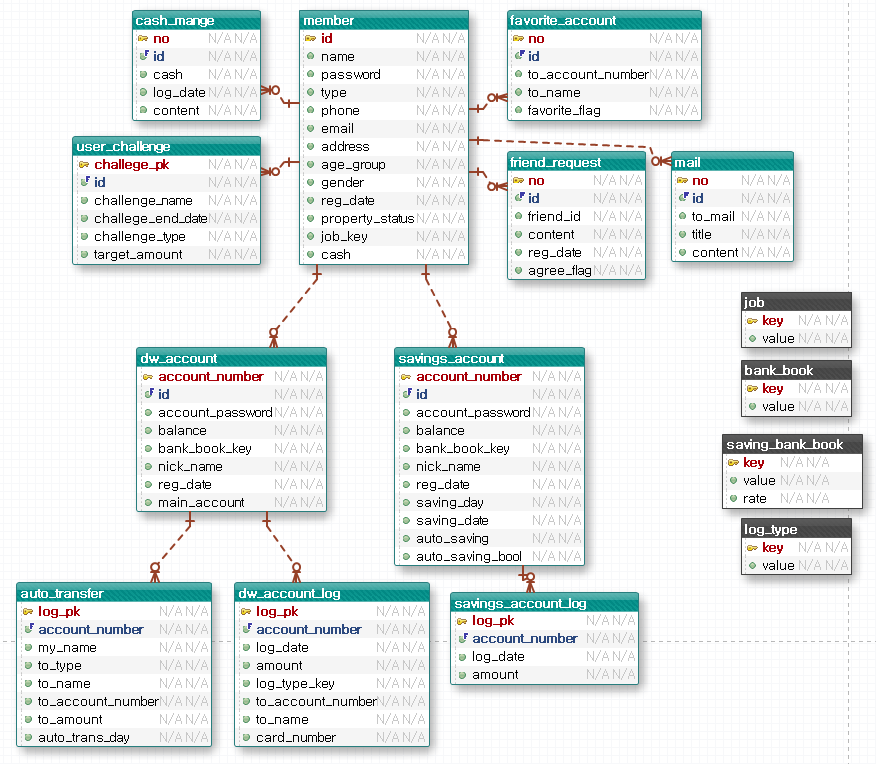 cash_mange
no N/A N/A
id N/A N/A
cash N/A N/A
log_date N/A N/A
content N/A N/A
member
id N/A N/A
name N/A N/A
password N/A N/A
type N/A N/A
phone N/A N/A
email N/A N/A
address N/A N/A
age_group N/A N/A
gender N/A N/A
reg_date N/A N/A
property_status N/A N/A
job_key N/A N/A
cash N/A N/A
favorite_account
no N/A N/A
id N/A N/A
to_account_number N/A N/A
to_name N/A N/A
favorite_flag N/A N/A
user_challenge
challege_pk N/A N/A
id N/A N/A
challenge_name N/A N/A
challenge_end_date N/A N/A
challenge_type N/A N/A
target_amount N/A N/A
friend_request
no N/A N/A
id N/A N/A
friend_id N/A N/A
content N/A N/A
reg_date N/A N/A
agree_flag N/A N/A
mail
no N/A N/A
id N/A N/A
to_mail N/A N/A
title N/A N/A
content N/A N/A
job
key N/A N/A
value N/A N/A
bank_book
key N/A N/A
value N/A N/A
saving_bank_book
key N/A N/A
value N/A N/A
rate N/A N/A
log_type
key N/A N/A
value N/A N/A
dw_account
account_number N/A N/A
id N/A N/A
account_password N/A N/A
balance N/A N/A
bank_book_key N/A N/A
nick_name N/A N/A
reg_date N/A N/A
main_account N/A N/A
savings_account
account_number N/A N/A
id N/A N/A
account_password N/A N/A
balance N/A N/A
bank_book_key N/A N/A
nick_name N/A N/A
reg_date N/A N/A
saving_day N/A N/A
saving_date N/A N/A
auto_saving N/A N/A
auto_saving_bool N/A N/A
auto_transfer
log_pk N/A N/A
account_number N/A N/A
my_name N/A N/A
to_type N/A N/A
to_name N/A N/A
to_account_number N/A N/A
to_amount N/A N/A
auto_trans_day N/A N/A
dw_account_log
log_pk N/A N/A
account_number N/A N/A
log_date N/A N/A
amount N/A N/A
log_type_key N/A N/A
to_account_number N/A N/A
to_name N/A N/A
card_number N/A N/A
savings_account_log
log_pk N/A N/A
account_number N/A N/A
log_date N/A N/A
amount N/A N/A